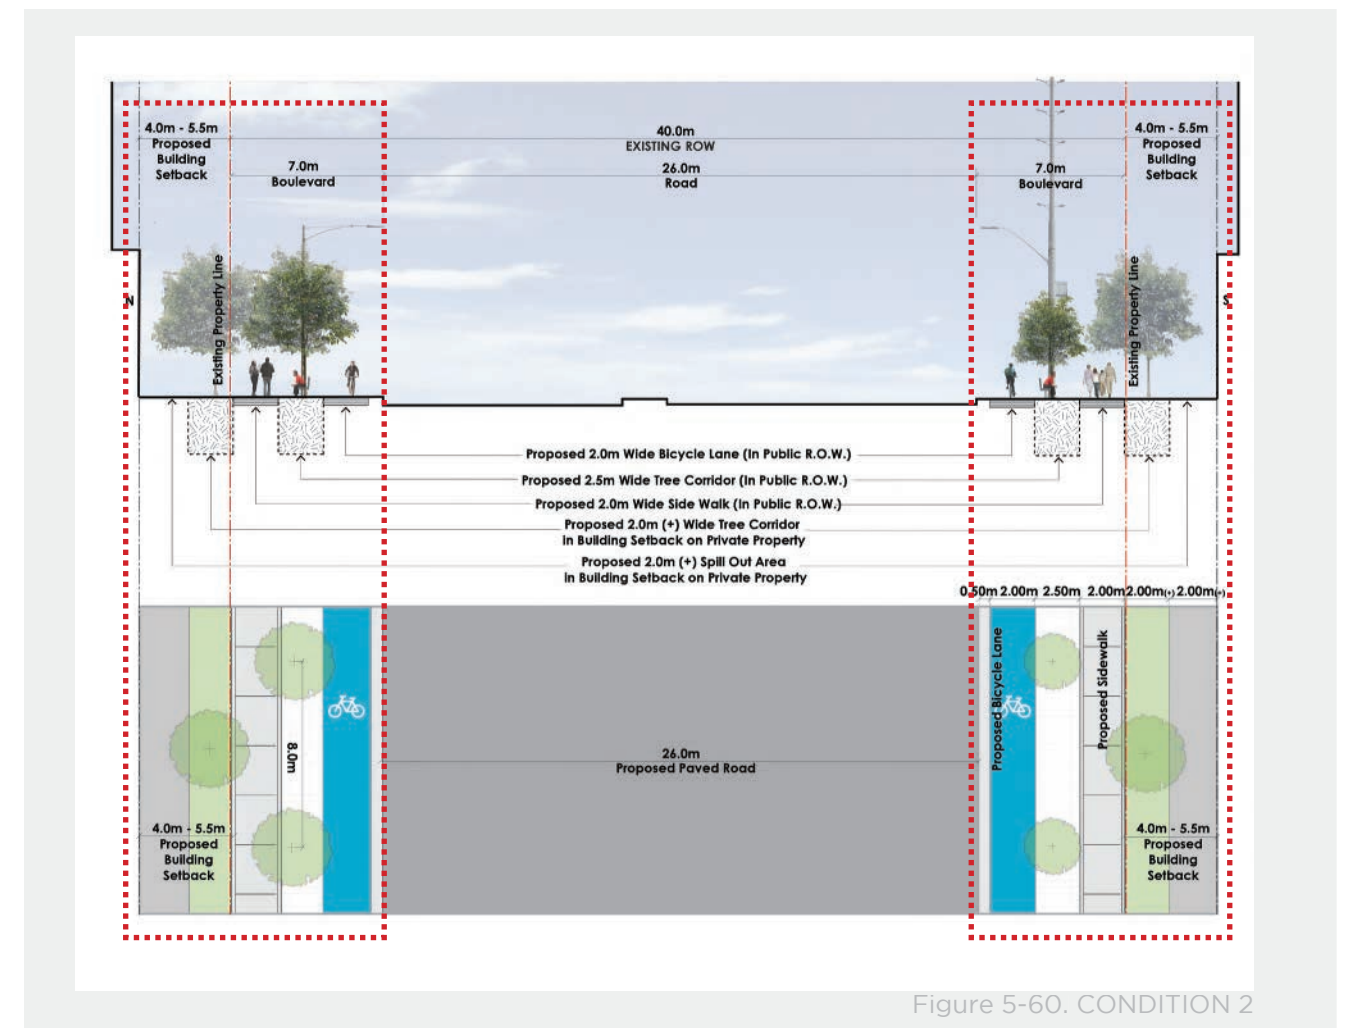 4.0m - 5.5m
Proposed
Building
Setback
40.0m
EXISTING ROW
4.0m - 5.5m
Proposed
Building
Setback
7.0m
Boulevard
26.0m
Road
7.0m
Boulevard
Existing Property Line
Existing Property Line
N
S
Proposed 2.0m Wide Bicycle Lane (In Public R.O.W.)
Proposed 2.5m Wide Tree Corridor (In Public R.O.W.)
Proposed 2.0m Wide Side Walk (In Public R.O.W.)
Proposed 2.0m (+) Wide Tree Corridor
in Building Setback on Private Property
Proposed 2.0m (+) Spill Out Area
in Building Setback on Private Property
0.50m 2.00m 2.50m 2.00m 2.00m(+) 2.00m(+)
Proposed Bicycle Lane
Proposed Sidewalk
8.0m
26.0m
Proposed Paved Road
4.0m - 5.5m
Proposed
Building
Setback
4.0m - 5.5m
Proposed
Building
Setback
Figure 5-60. CONDITION 2